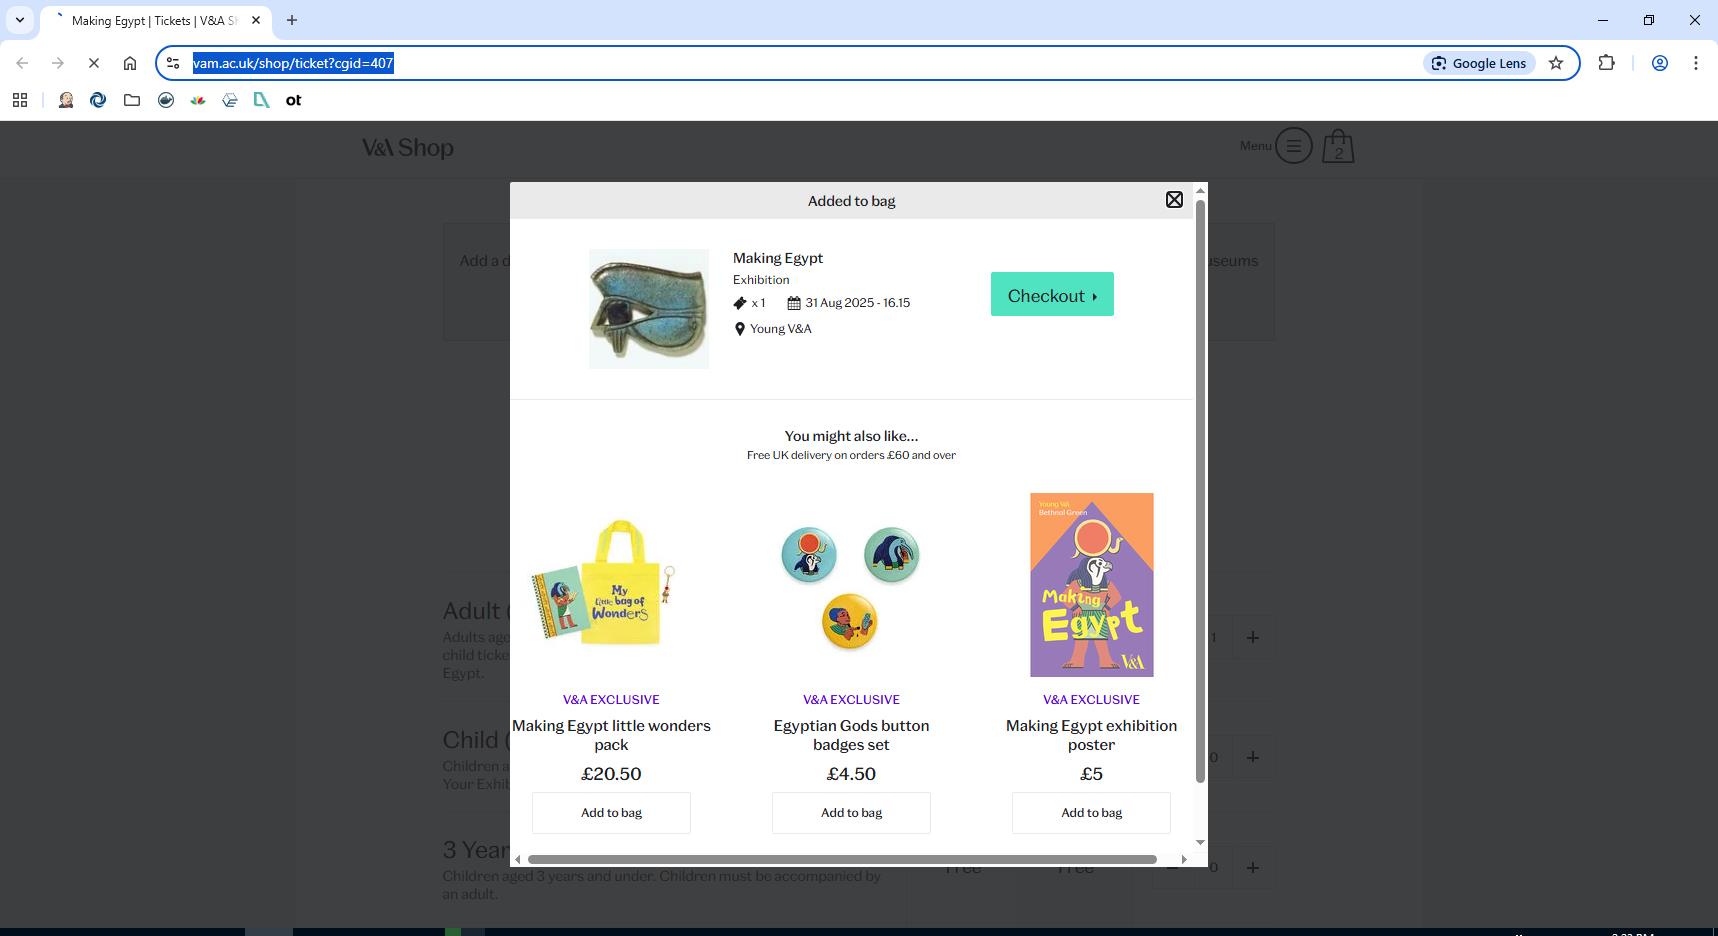 Making Egypt | Tickets | V&A S
vam.ac.uk/shop/ticket?cgid=407
Google Lens
ot
V&A Shop
Menu
2
Added to bag
Add a d
useums
Making Egypt
Exhibition
x 1
31 Aug 2025 - 16.15
Young V&A
Checkout
You might also like...
Free UK delivery on orders £60 and over
My
Little bag of
Wonders
Young V&A
Bethnal Green
Making
Egypt
V&A
V&A EXCLUSIVE
V&A EXCLUSIVE
V&A EXCLUSIVE
Making Egypt little wonders
pack
Egyptian Gods button
badges set
Making Egypt exhibition
poster
£20.50
£4.50
£5
Add to bag
Add to bag
Add to bag
Adult (
Adults age
child ticke
Egypt.
1
+
Child (
Children a
Your Exhib
0
+
3 Year
Children aged 3 years and under. Children must be accompanied by
an adult.
Free
Free
0
+